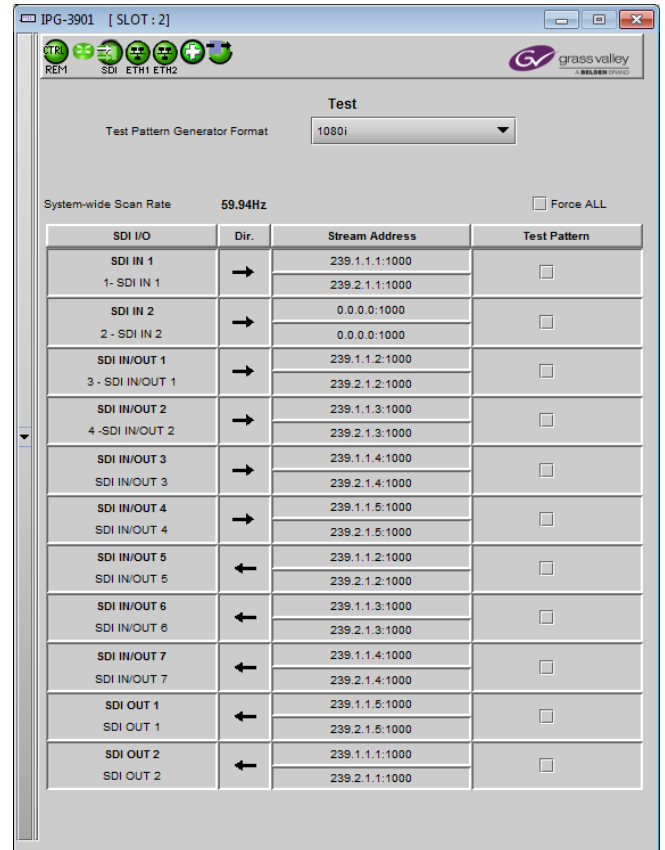 IPG-3901 [ SLOT : 2]
CTRL
REM SDI ETH1 ETH2
GV grass valley
A BELDEN BRAND
Test
Test Pattern Generator Format 1080i
System-wide Scan Rate 59.94Hz Force ALL
SDI I/O Dir. Stream Address Test Pattern
SDI IN 1 239.1.1.1:1000
1- SDI IN 1 239.2.1.1:1000
SDI IN 2 0.0.0.0:1000
2 - SDI IN 2 0.0.0.0:1000
SDI IN/OUT 1 239.1.1.2:1000
3 - SDI IN/OUT 1 239.2.1.2:1000
SDI IN/OUT 2 239.1.1.3:1000
4 -SDI IN/OUT 2 239.2.1.3:1000
SDI IN/OUT 3 239.1.1.4:1000
SDI IN/OUT 3 239.2.1.4:1000
SDI IN/OUT 4 239.1.1.5:1000
SDI IN/OUT 4 239.2.1.5:1000
SDI IN/OUT 5 239.1.1.2:1000
SDI IN/OUT 5 239.2.1.2:1000
SDI IN/OUT 6 239.1.1.3:1000
SDI IN/OUT 6 239.2.1.3:1000
SDI IN/OUT 7 239.1.1.4:1000
SDI IN/OUT 7 239.2.1.4:1000
SDI OUT 1 239.1.1.5:1000
SDI OUT 1 239.2.1.5:1000
SDI OUT 2 239.1.1.1:1000
SDI OUT 2 239.2.1.1:1000